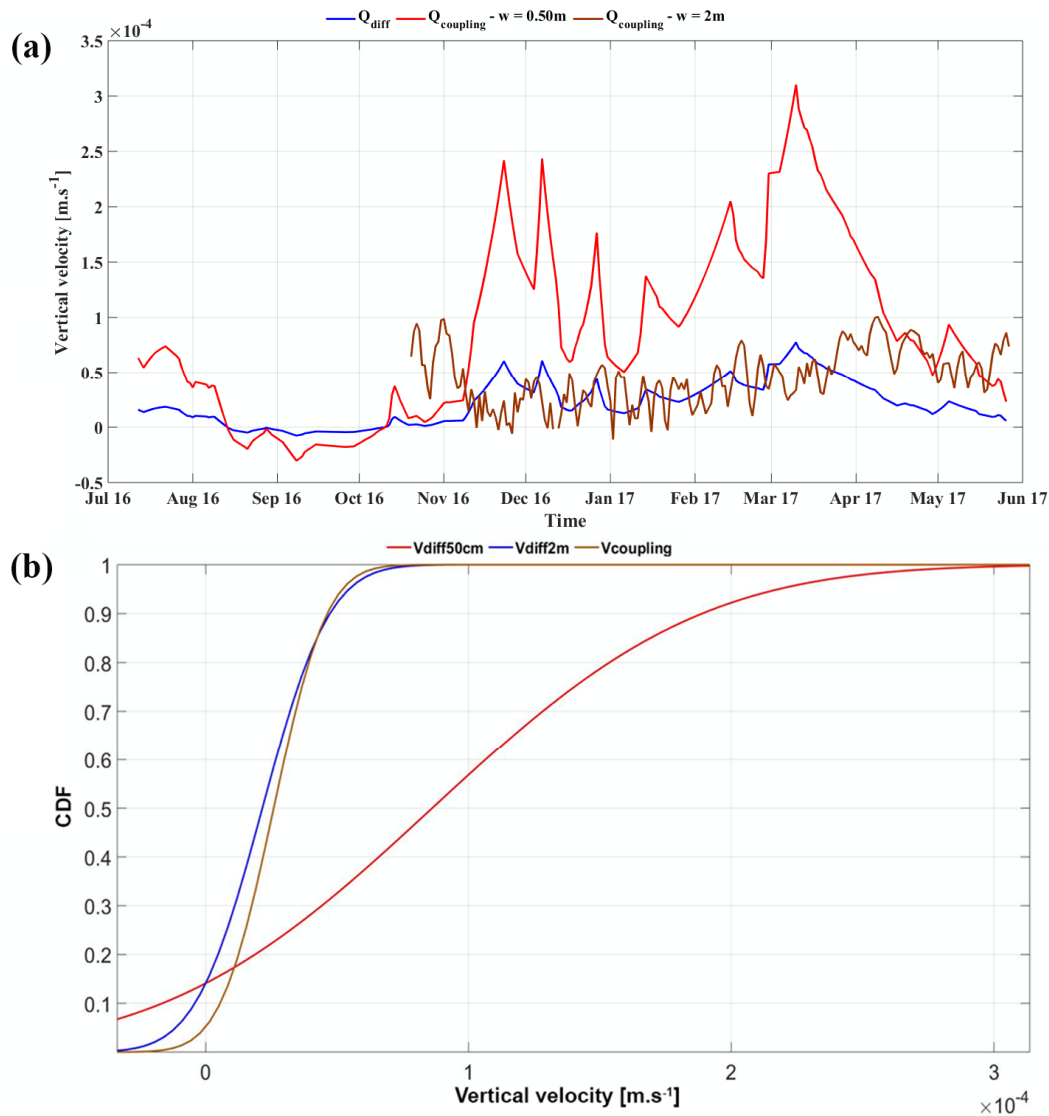 Q_diff Q_coupling - w = 0.50m Q_coupling - w = 2m
(a)
×10^-4
3.5
3
2.5
2
1.5
1
0.5
0
-0.5
Vertical velocity [m.s^-1]
Jul 16 Aug 16 Sep 16 Oct 16 Nov 16 Dec 16 Jan 17 Feb 17 Mar 17 Apr 17 May 17 Jun 17
Time
(b)
Vdiff50cm Vdiff2m Vcoupling
1
0.9
0.8
0.7
0.6
0.5
0.4
0.3
0.2
0.1
CDF
0 1 2 3
Vertical velocity [m.s^-1]
×10^-4